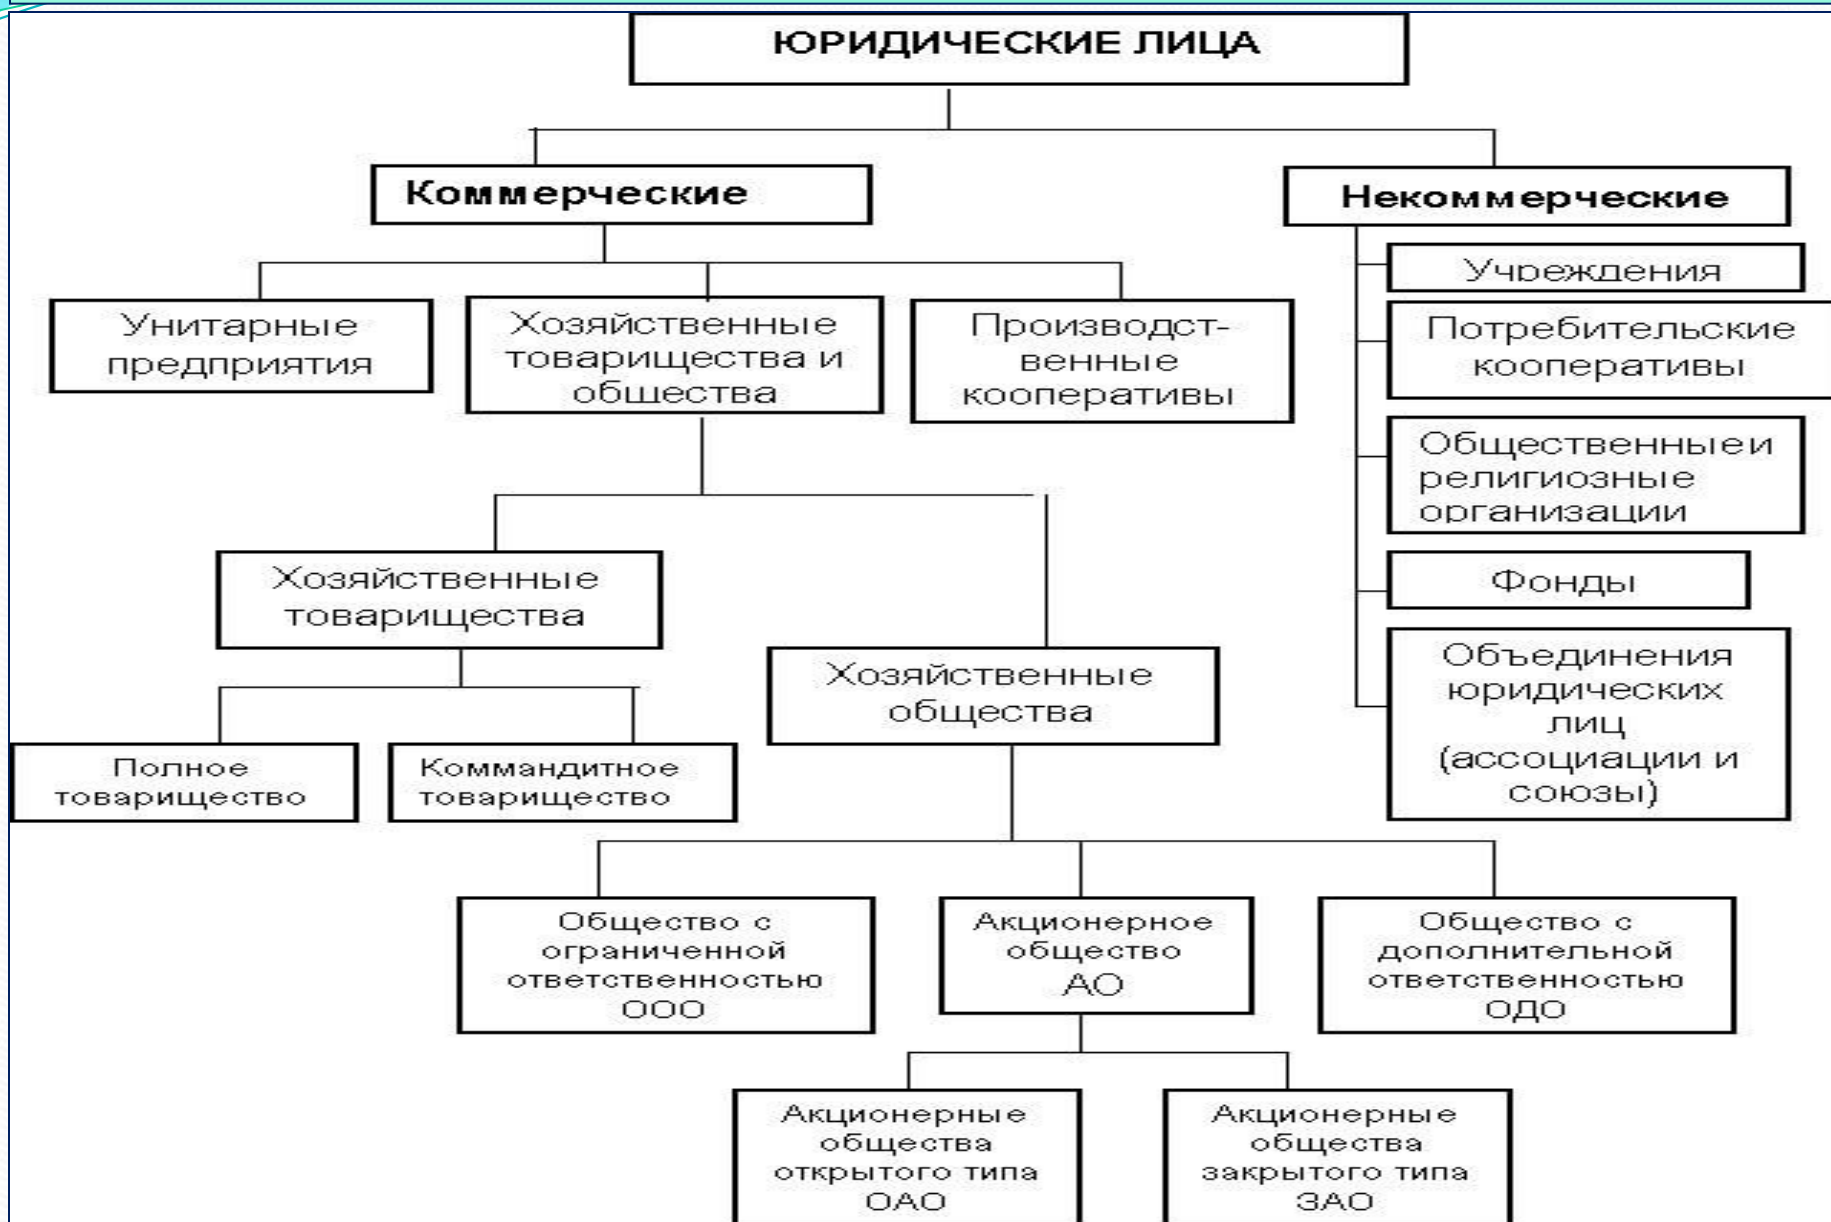 ЮРИДИЧЕСКИЕ ЛИЦА
Коммерческие
Некоммерческие
Унитарные
предприятия
Хозяйственные
товарищества и
общества
Производст-
венные
кооперативы
Учреждения
Потребительские
кооперативы
Общественные и
религиозные
организации
Фонды
Объединения
юридических
лиц
(ассоциации и
союзы)
Хозяйственные
товарищества
Хозяйственные
общества
Полное
товарищество
Коммандитное
товарищество
Общество с
ограниченной
ответственностью
ООО
Акционерное
общество
АО
Общество с
дополнительной
ответственностью
ОДО
Акционерные
общества
открытого типа
ОАО
Акционерные
общества
закрытого типа
ЗАО